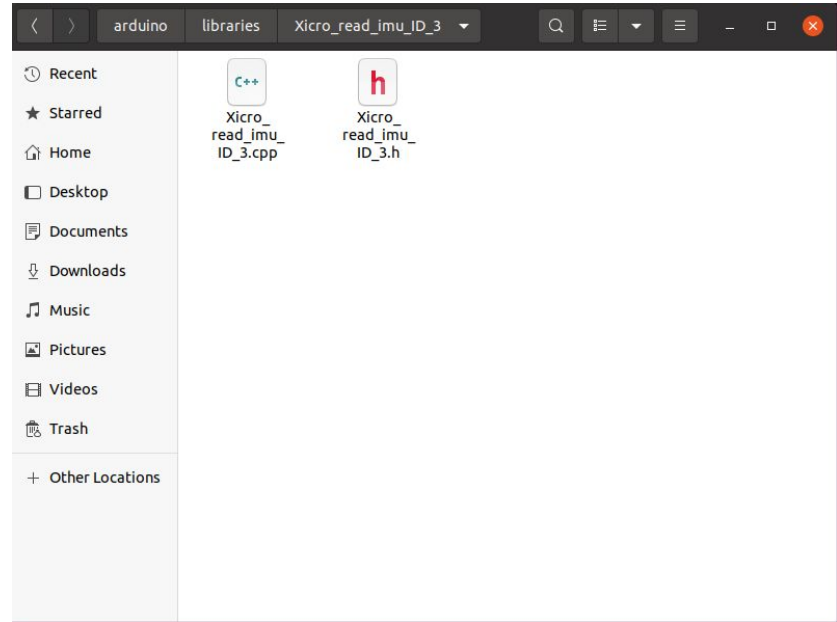 arduino libraries Xicro_read_imu_ID_3
Recent
Starred
Home
Desktop
Documents
Downloads
Music
Pictures
Videos
Trash
Other Locations
C++
Xicro_
read_imu_
ID_3.cpp
h
Xicro_
read_imu_
ID_3.h